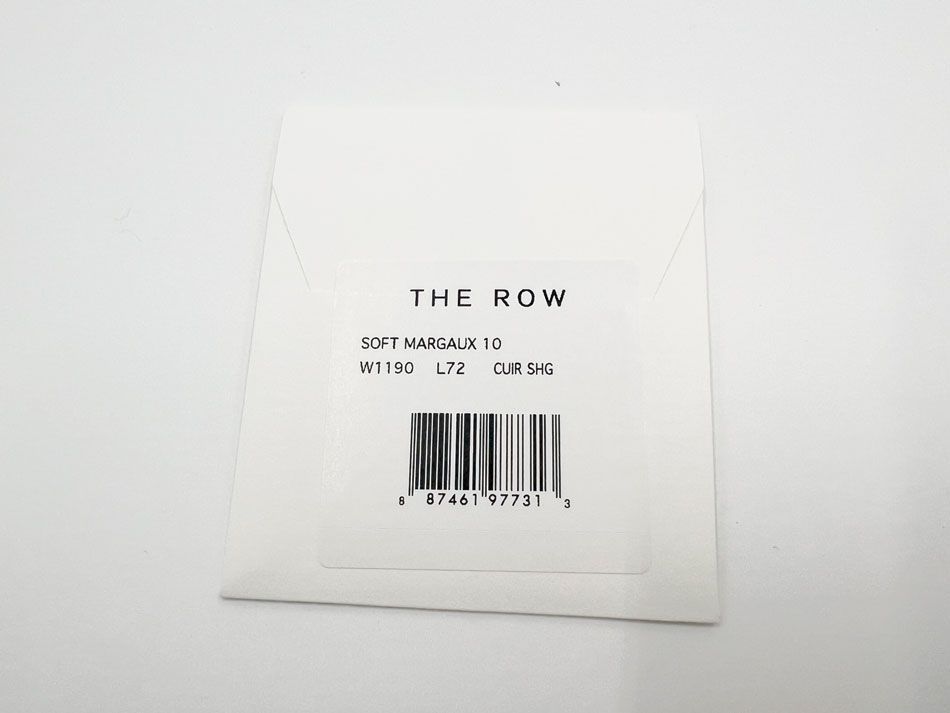 THE ROW
SOFT MARGAUX 10
W1190 L72 CUIR SHG
8 87461 97731 3